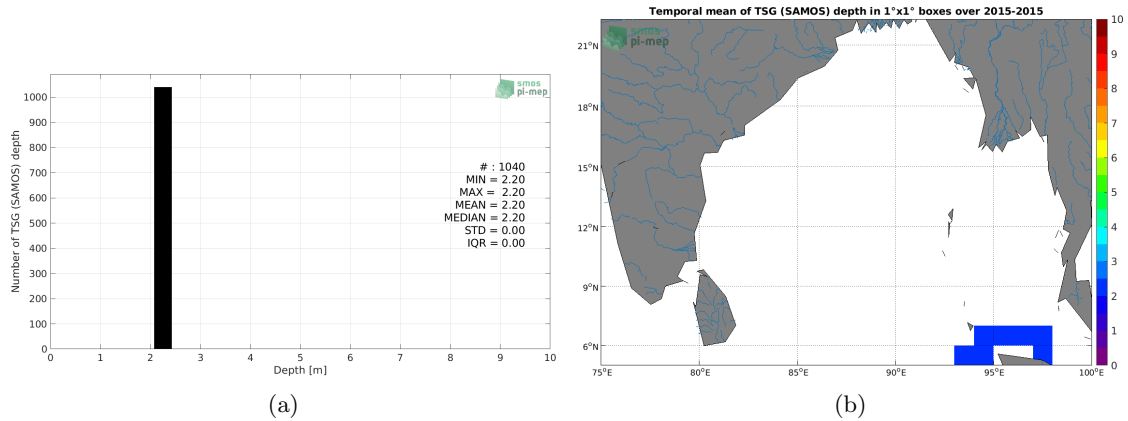 smos
pi-mep
Number of TSG (SAMOS) depth
1000
900
800
700
600
500
400
300
200
100
0
# : 1040
MIN = 2.20
MAX = 2.20
MEAN = 2.20
MEDIAN = 2.20
STD = 0.00
IQR = 0.00
0 1 2 3 4 5 6 7 8 9 10
Depth [m]
(a)
Temporal mean of TSG (SAMOS) depth in 1°x1° boxes over 2015-2015
smos
pi-mep
21°N
18°N
15°N
12°N
9°N
6°N
75°E 80°E 85°E 90°E 95°E 100°E
10
9
8
7
6
5
4
3
2
1
0
(b)